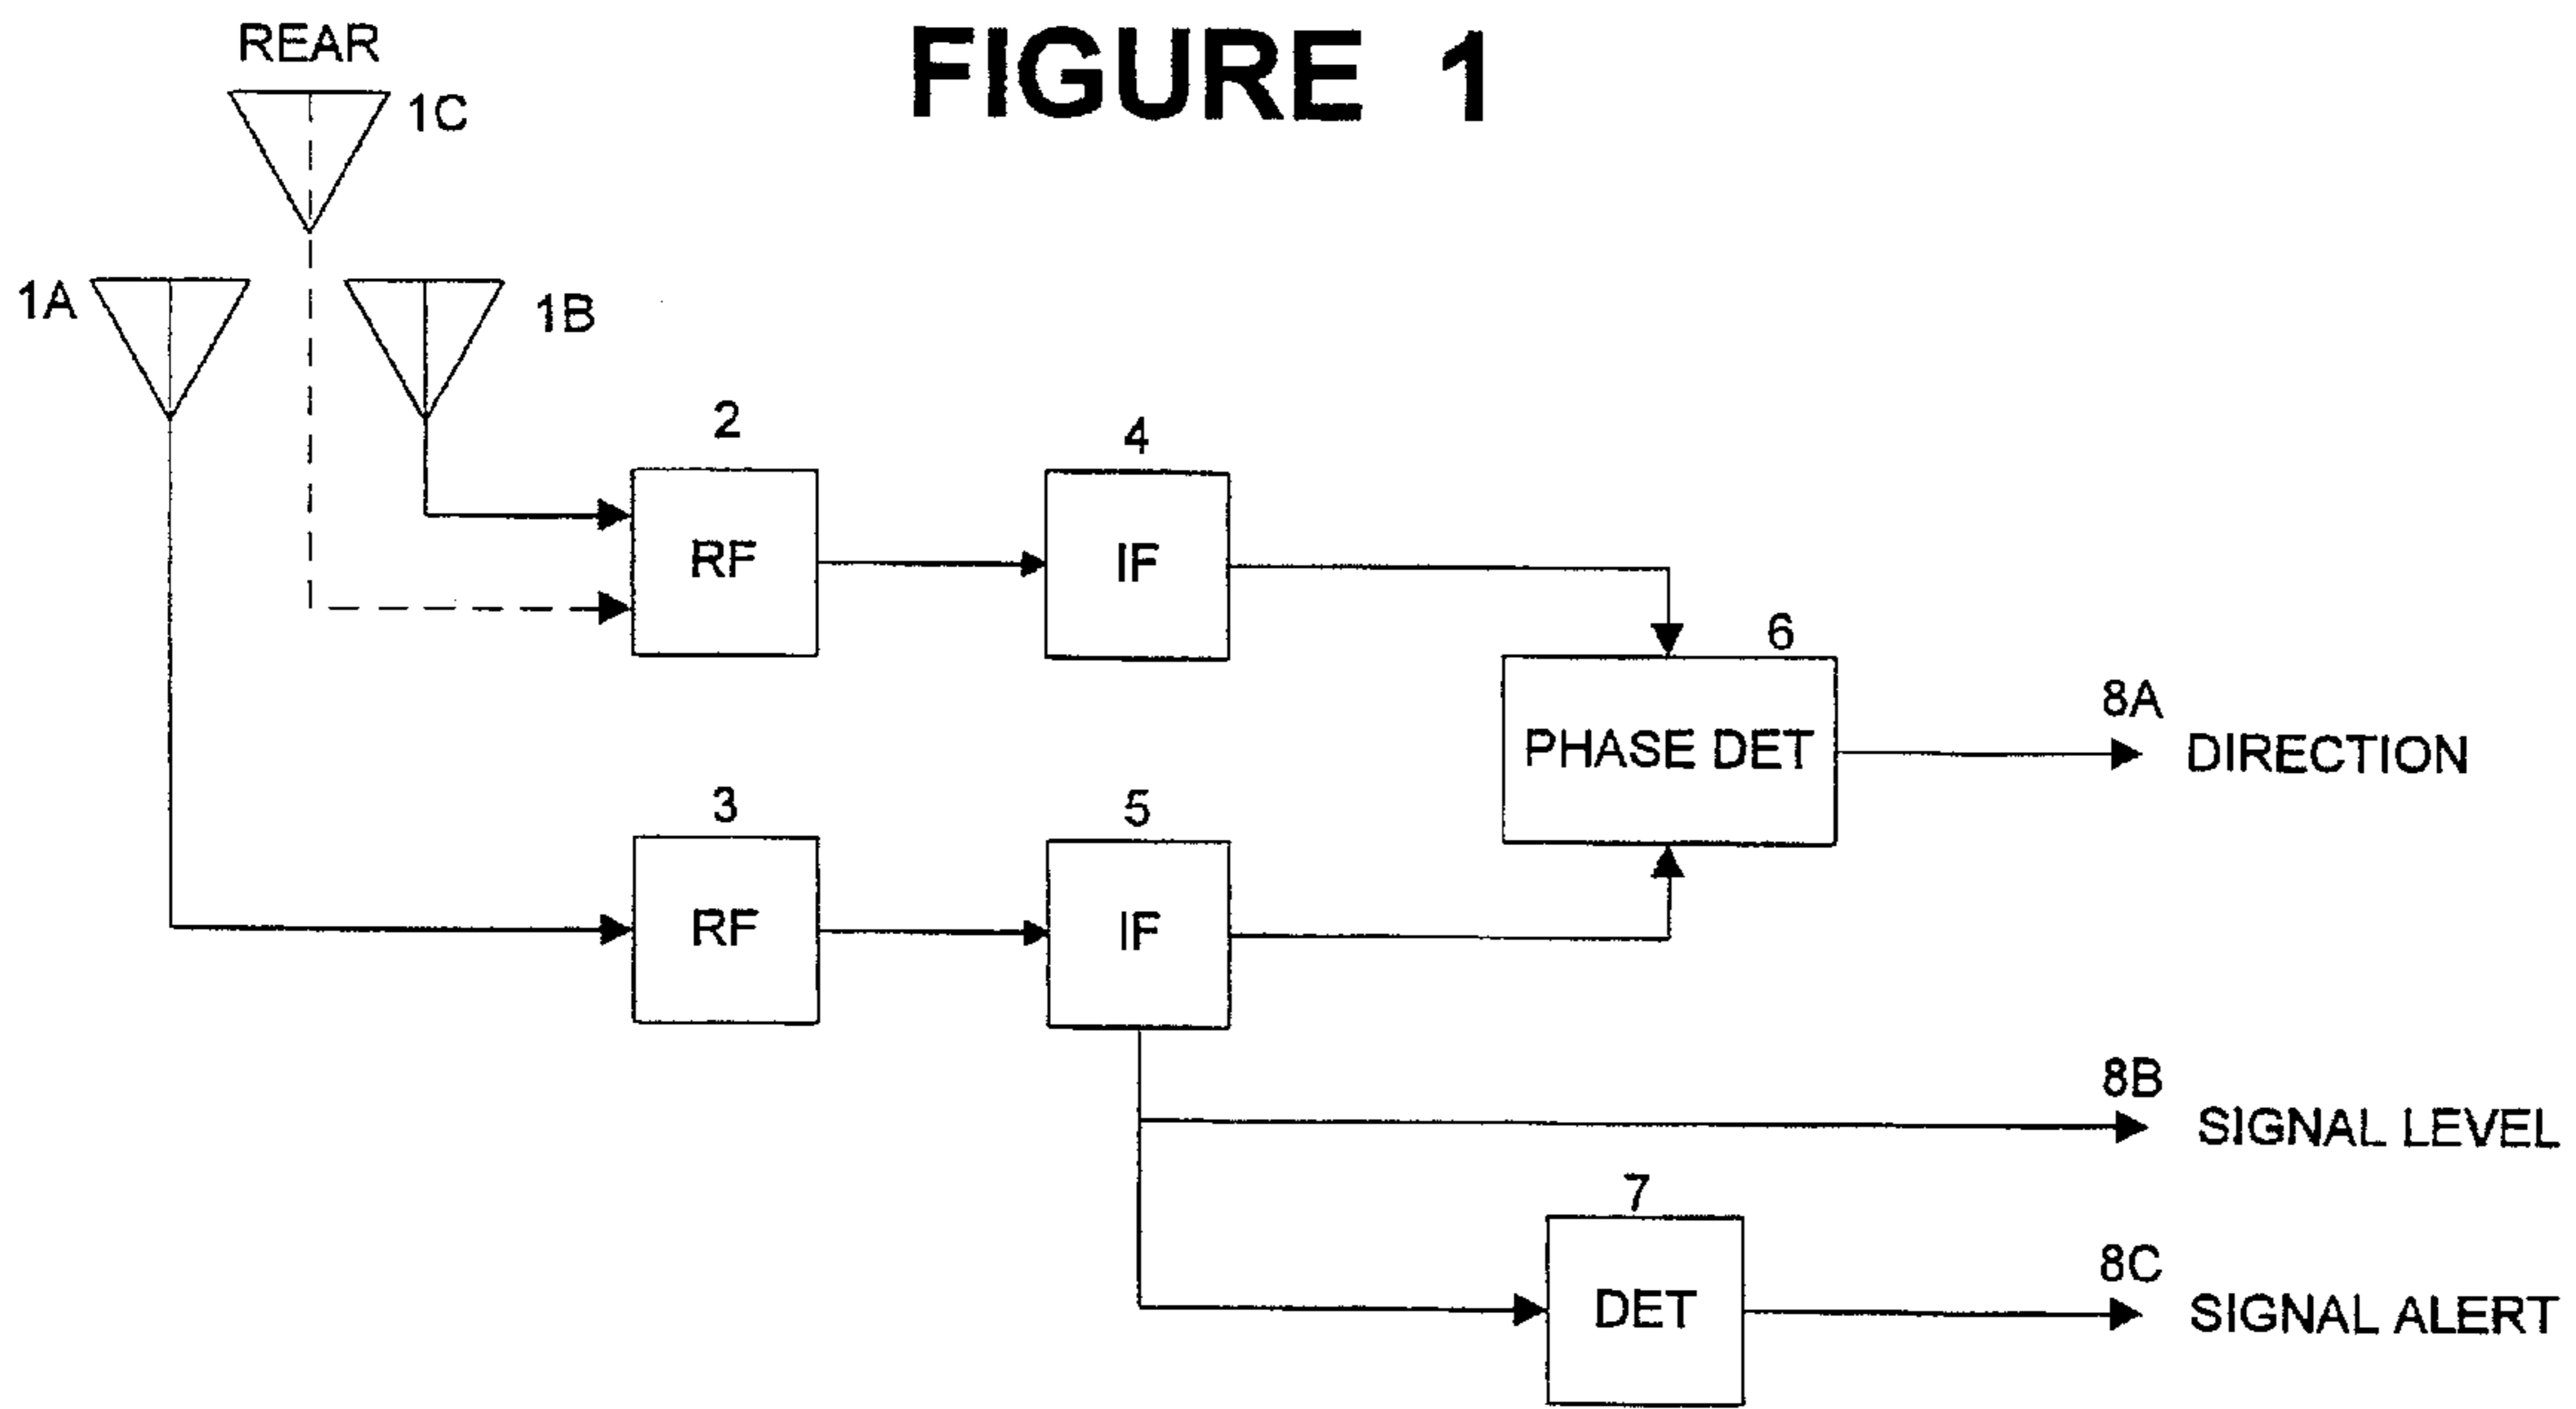 FIGURE 1
REAR
1C
1A
1B
2
4
RF
IF
6
PHASE DET
8A
DIRECTION
3
5
RF
IF
8B
SIGNAL LEVEL
7
DET
8C
SIGNAL ALERT